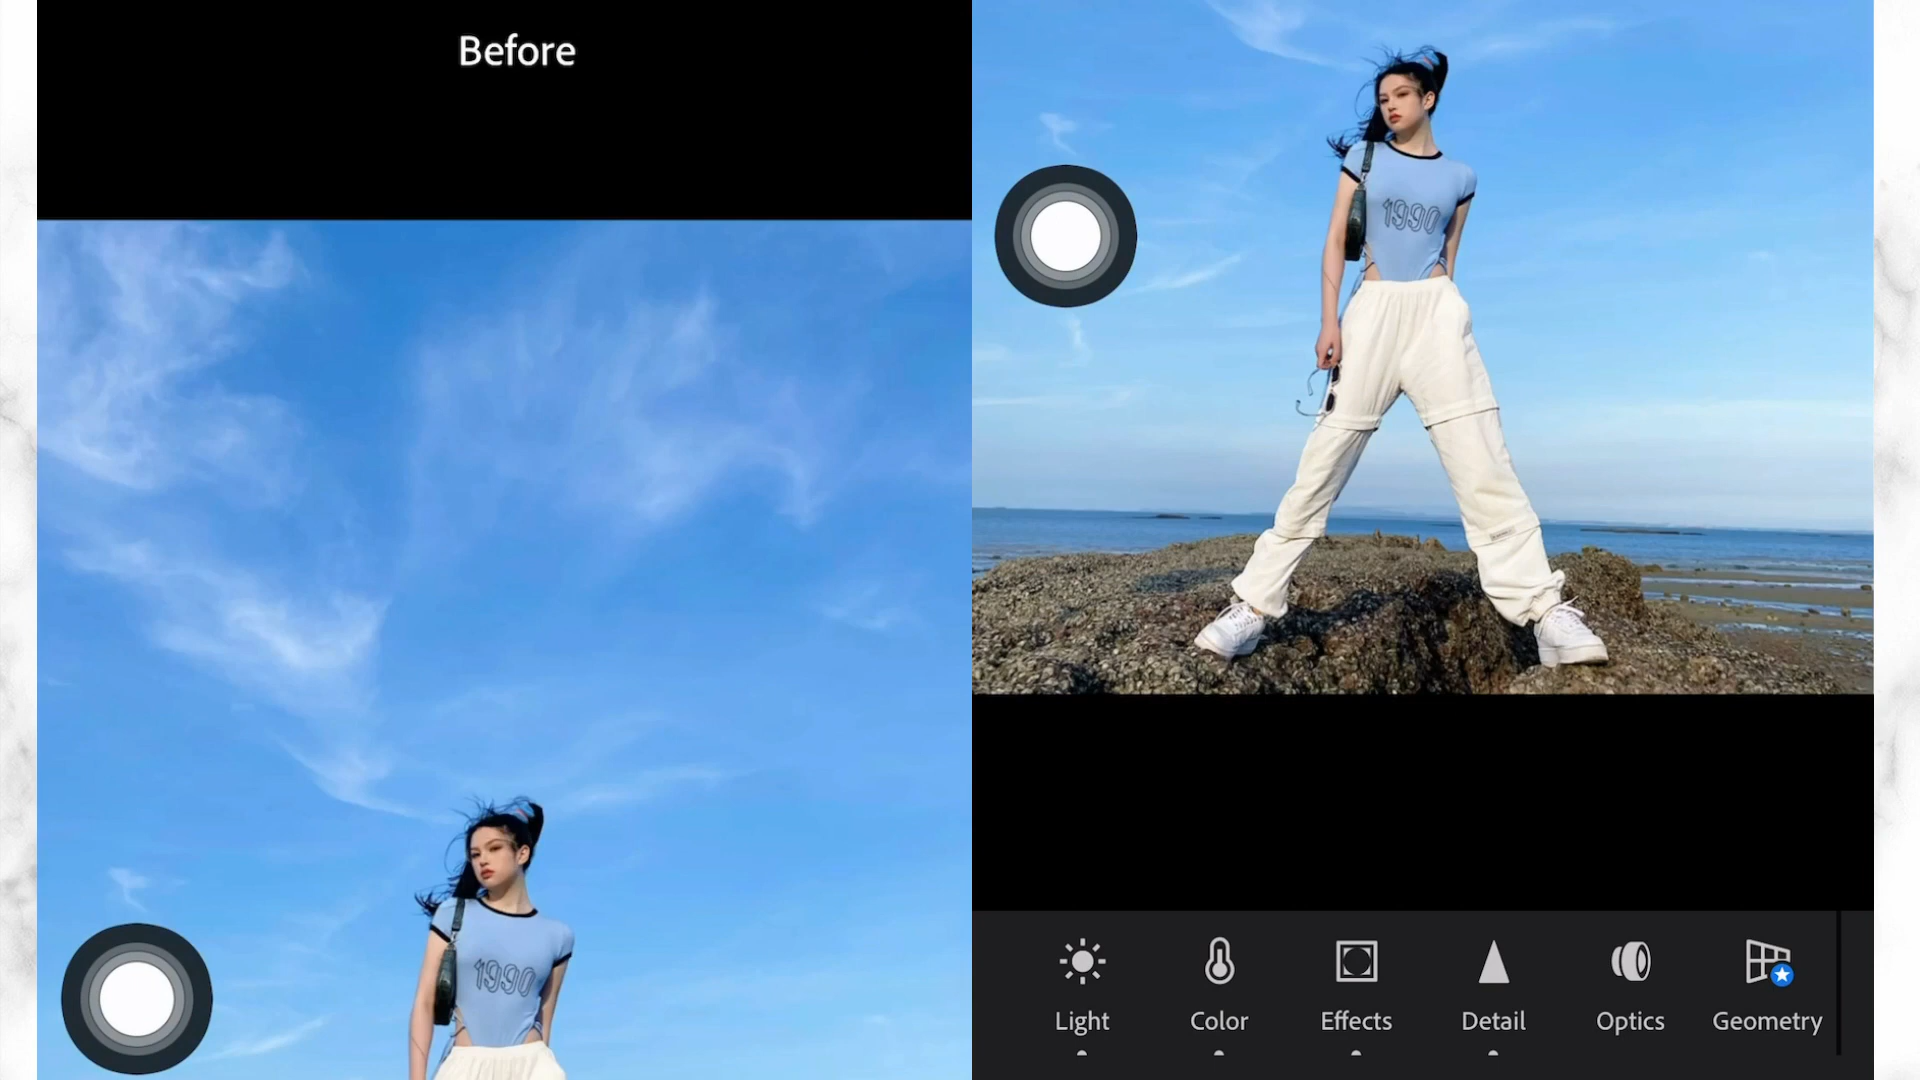 Before
1990
1990
Light
Color
Effects
Detail
Optics
Geometry